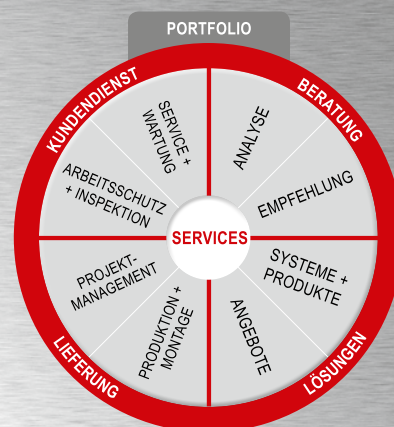 PORTFOLIO
KUNDENDIENST
BERATUNG
SERVICE +
WARTUNG
ANALYSE
ARBEITSSCHUTZ
+ INSPEKTION
EMPFEHLUNG
SERVICES
PROJEKT-
MANAGEMENT
SYSTEME +
PRODUKTE
PRODUKTION +
MONTAGE
ANGEBOTE
LIEFERUNG
LÖSUNGEN